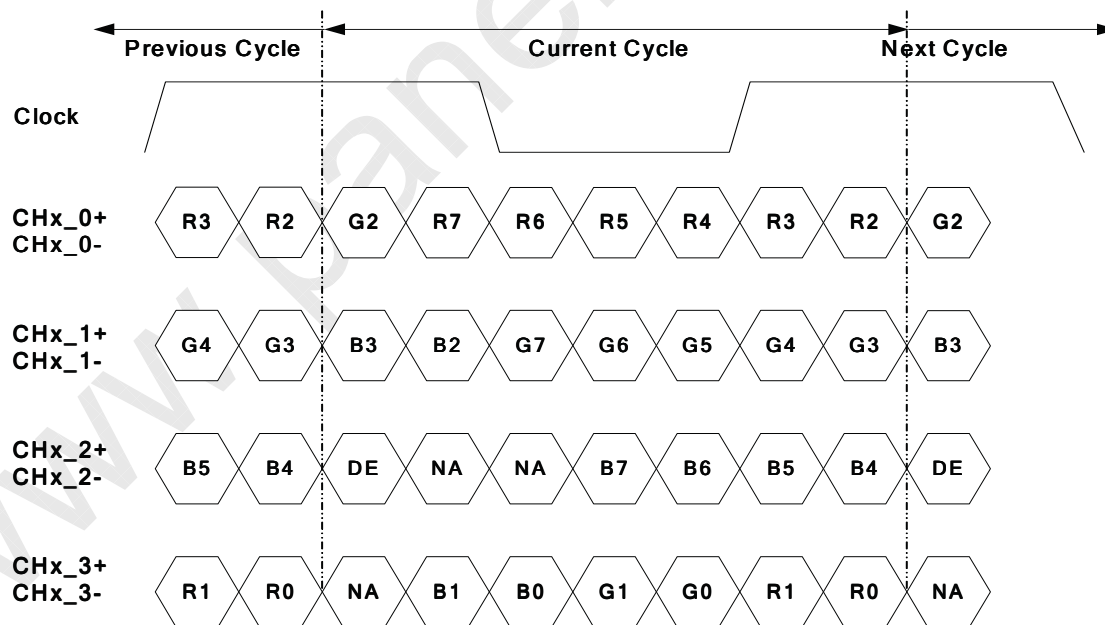 Previous Cycle Current Cycle Next Cycle
Clock
CHx_0+
CHx_0-
R3 R2 G2 R7 R6 R5 R4 R3 R2 G2
CHx_1+
CHx_1-
G4 G3 B3 B2 G7 G6 G5 G4 G3 B3
CHx_2+
CHx_2-
B5 B4 DE NA NA B7 B6 B5 B4 DE
CHx_3+
CHx_3-
R1 R0 NA B1 B0 G1 G0 R1 R0 NA
www.pane